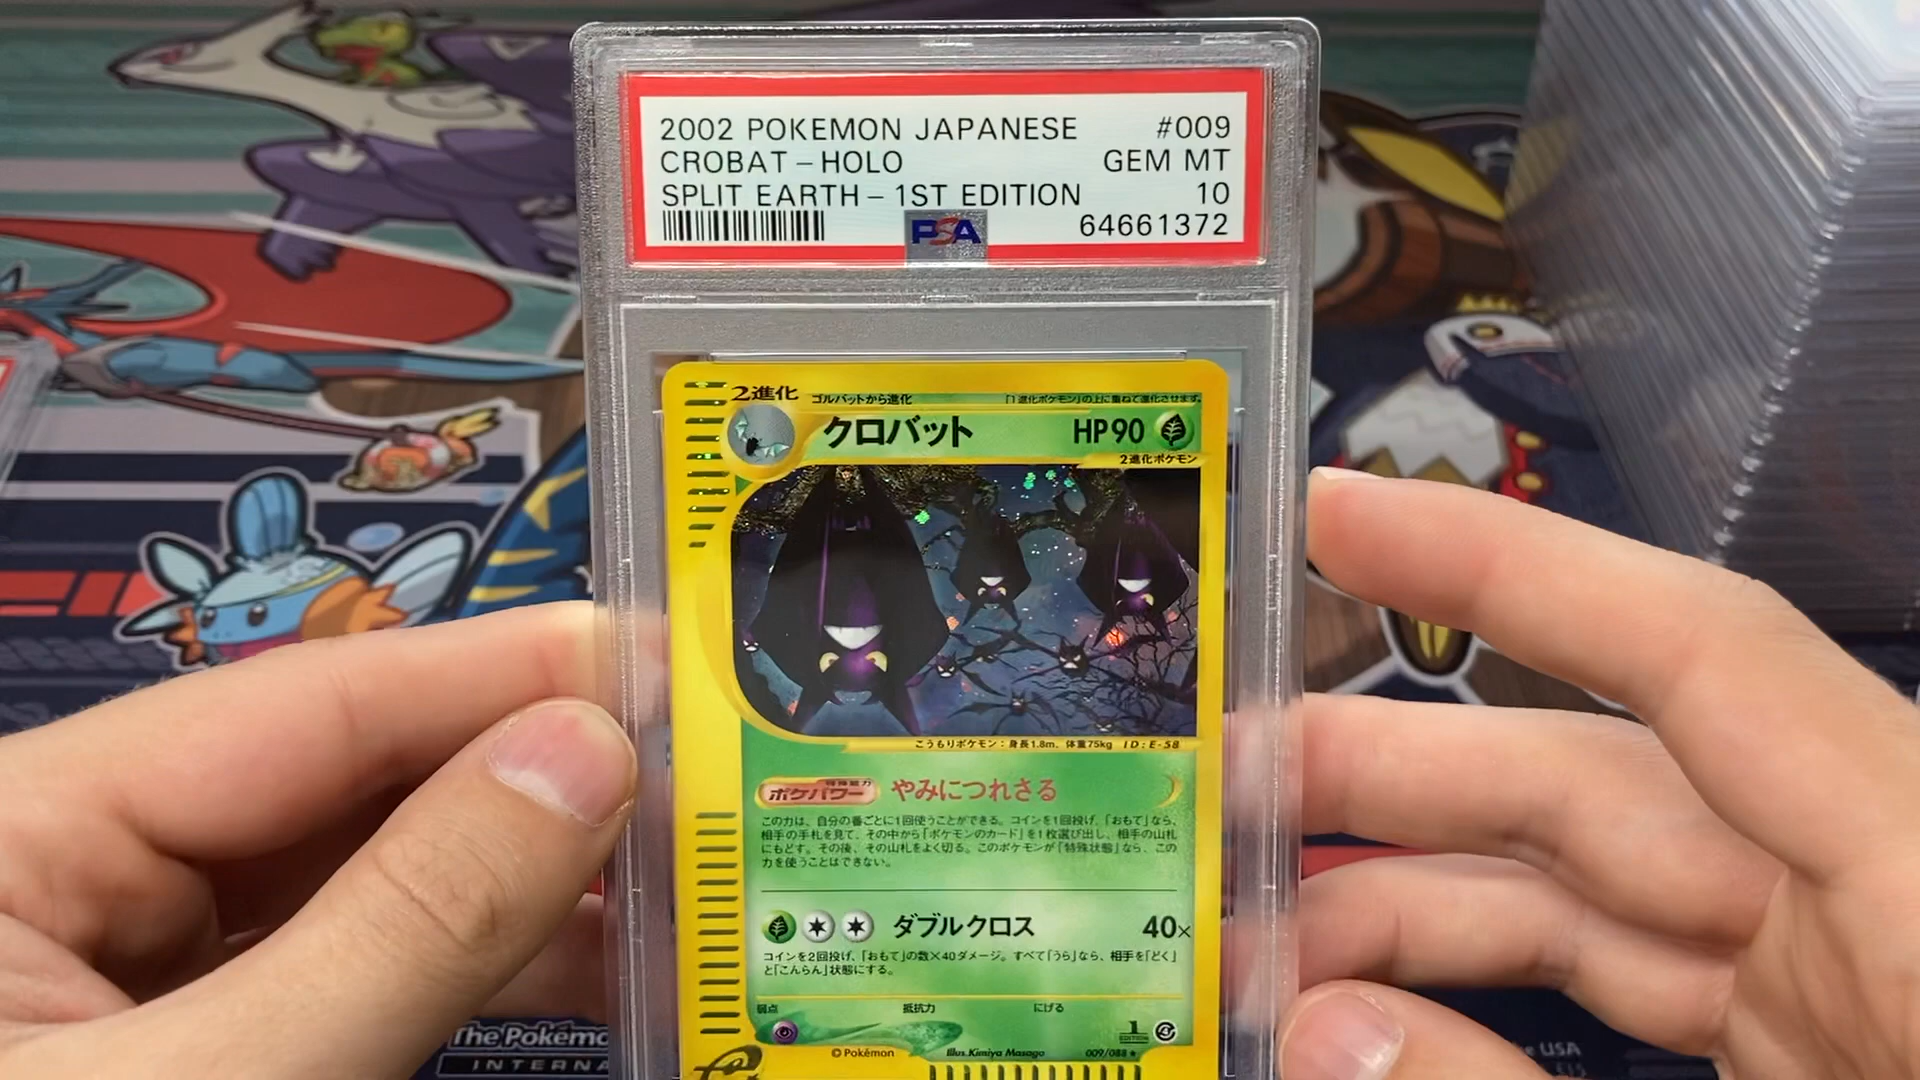 2002 POKEMON JAPANESE #009
CROBAT - HOLO GEM MT
SPLIT EARTH - 1ST EDITION 10
PSA 64661372
2進化 ゴルバットから進化 「1進化ポケモン」の上に重ねて進化させます。
クロバット HP90
2進化ポケモン
こうもりポケモン：身長1.8m、体重75kg ID:E-58
特殊能力
ポケパワー やみにつれさる
この力は、自分の番ごとに1回使うことができる。コインを1回投げ、「おもて」なら、
相手の手札を見て、その中から「ポケモンのカード」を1枚選び出し、相手の山札
にもどす。その後、その山札をよく切る。このポケモンが「特殊状態」なら、この
力を使うことはできない。
ダブルクロス 40×
コインを2回投げ、「おもて」の数×40ダメージ。すべて「うら」なら、相手を「どく」
と「こんらん」状態にする。
弱点 抵抗力 にげる
1
EDITION
© Pokémon Illus. Kimiya Masago 009/088 ★
The Pokémo
INTERNA
USA